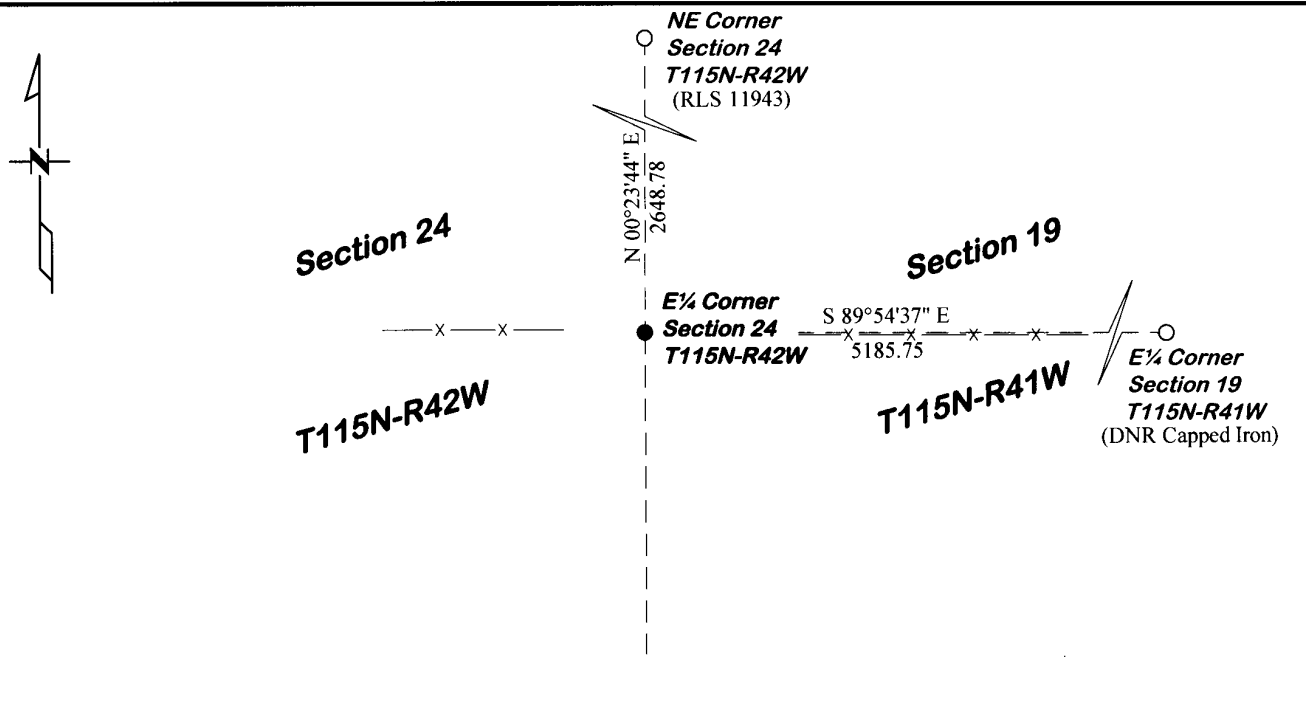 NE Corner
Section 24
T115N-R42W
(RLS 11943)
N
N 00°23'44" E
2648.78
Section 24
Section 19
E¼ Corner
Section 24
T115N-R42W
S 89°54'37" E
5185.75
E¼ Corner
Section 19
T115N-R41W
(DNR Capped Iron)
T115N-R42W
T115N-R41W